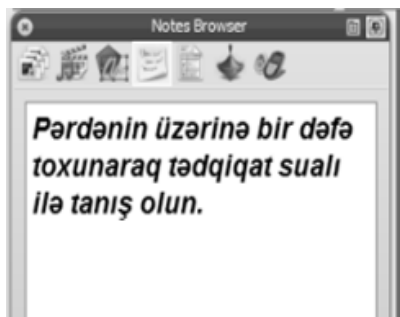 Notes Browser
Pərdənin üzərinə bir dəfə
toxunaraq tədqiqat sualı
ilə tanış olun.